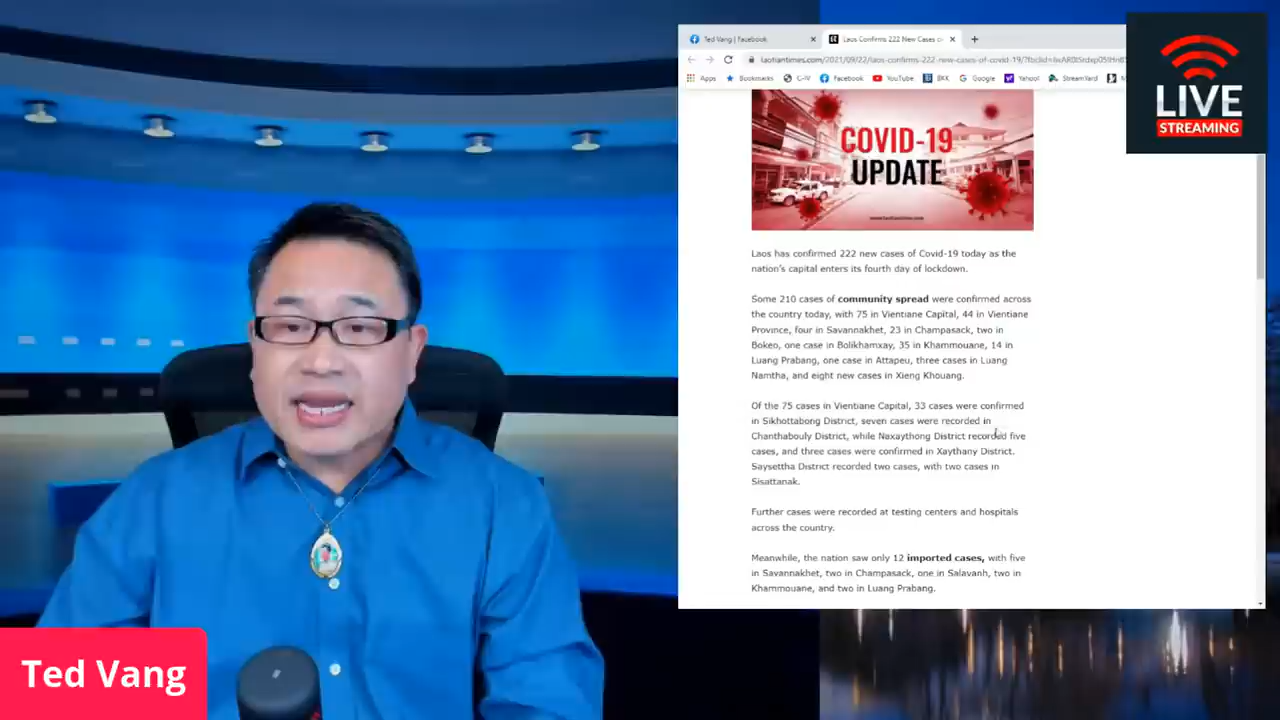 Ted Vang | Facebook
Laos Confirms 222 New Cases
LIVE
STREAMING
Apps
Bookmarks
Facebook
YouTube
BKK
Google
Yahoo!
StreamYard
COVID-19
UPDATE
www.laotiantimes.com
Laos has confirmed 222 new cases of Covid-19 today as the
nation's capital enters its fourth day of lockdown.
Some 210 cases of community spread were confirmed across
the country today, with 75 in Vientiane Capital, 44 in Vientiane
Province, four in Savannakhet, 23 in Champasack, two in
Bokeo, one case in Bolikhamxay, 35 in Khammouane, 14 in
Luang Prabang, one case in Attapeu, three cases in Luang
Namtha, and eight new cases in Xieng Khouang.
Of the 75 cases in Vientiane Capital, 33 cases were confirmed
in Sikhottabong District, seven cases were recorded in
Chanthabouly District, while Naxaythong District recorded five
cases, and three cases were confirmed in Xaythany District.
Saysettha District recorded two cases, with two cases in
Sisattanak.
Further cases were recorded at testing centers and hospitals
across the country.
Meanwhile, the nation saw only 12 imported cases, with five
in Savannakhet, two in Champasack, one in Salavanh, two in
Khammouane, and two in Luang Prabang.
Ted Vang